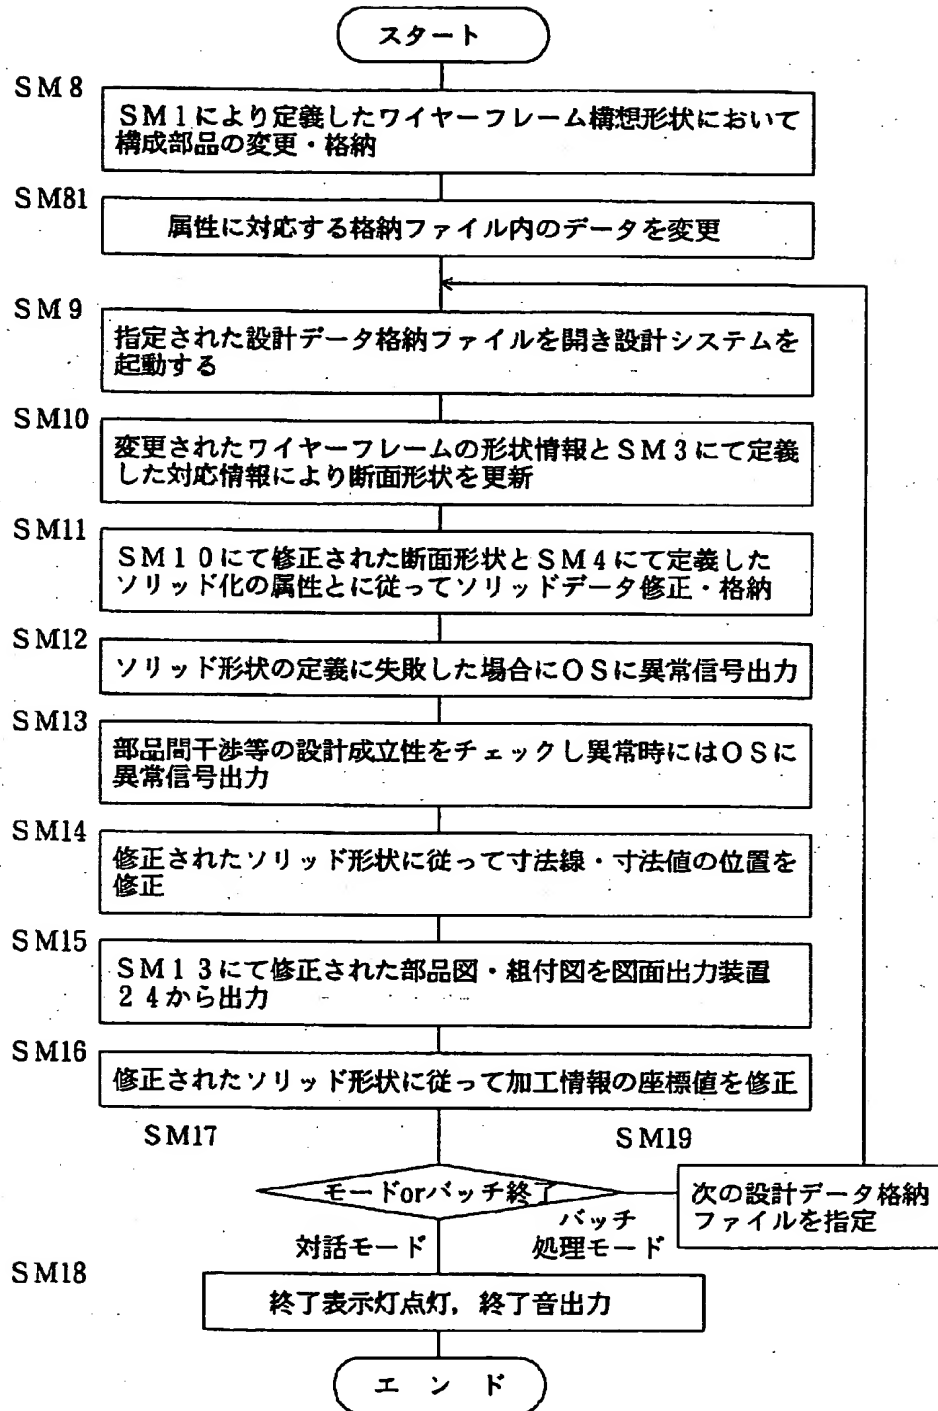 スタート
SM8
SM1により定義したワイヤーフレーム構想形状において
構成部品の変更・格納
SM81
属性に対応する格納ファイル内のデータを変更
SM9
指定された設計データ格納ファイルを開き設計システムを
起動する
SM10
変更されたワイヤーフレームの形状情報とSM3にて定義
した対応情報により断面形状を更新
SM11
SM10にて修正された断面形状とSM4にて定義した
ソリッド化の属性とに従ってソリッドデータ修正・格納
SM12
ソリッド形状の定義に失敗した場合にOSに異常信号出力
SM13
部品間干渉等の設計成立性をチェックし異常時にはOSに
異常信号出力
SM14
修正されたソリッド形状に従って寸法線・寸法値の位置を
修正
SM15
SM13にて修正された部品図・組付図を図面出力装置
24から出力
SM16
修正されたソリッド形状に従って加工情報の座標値を修正
SM17
SM19
モードorバッチ終了
次の設計データ格納
ファイルを指定
対話モード
バッチ
処理モード
SM18
終了表示灯点灯，終了音出力
エンド